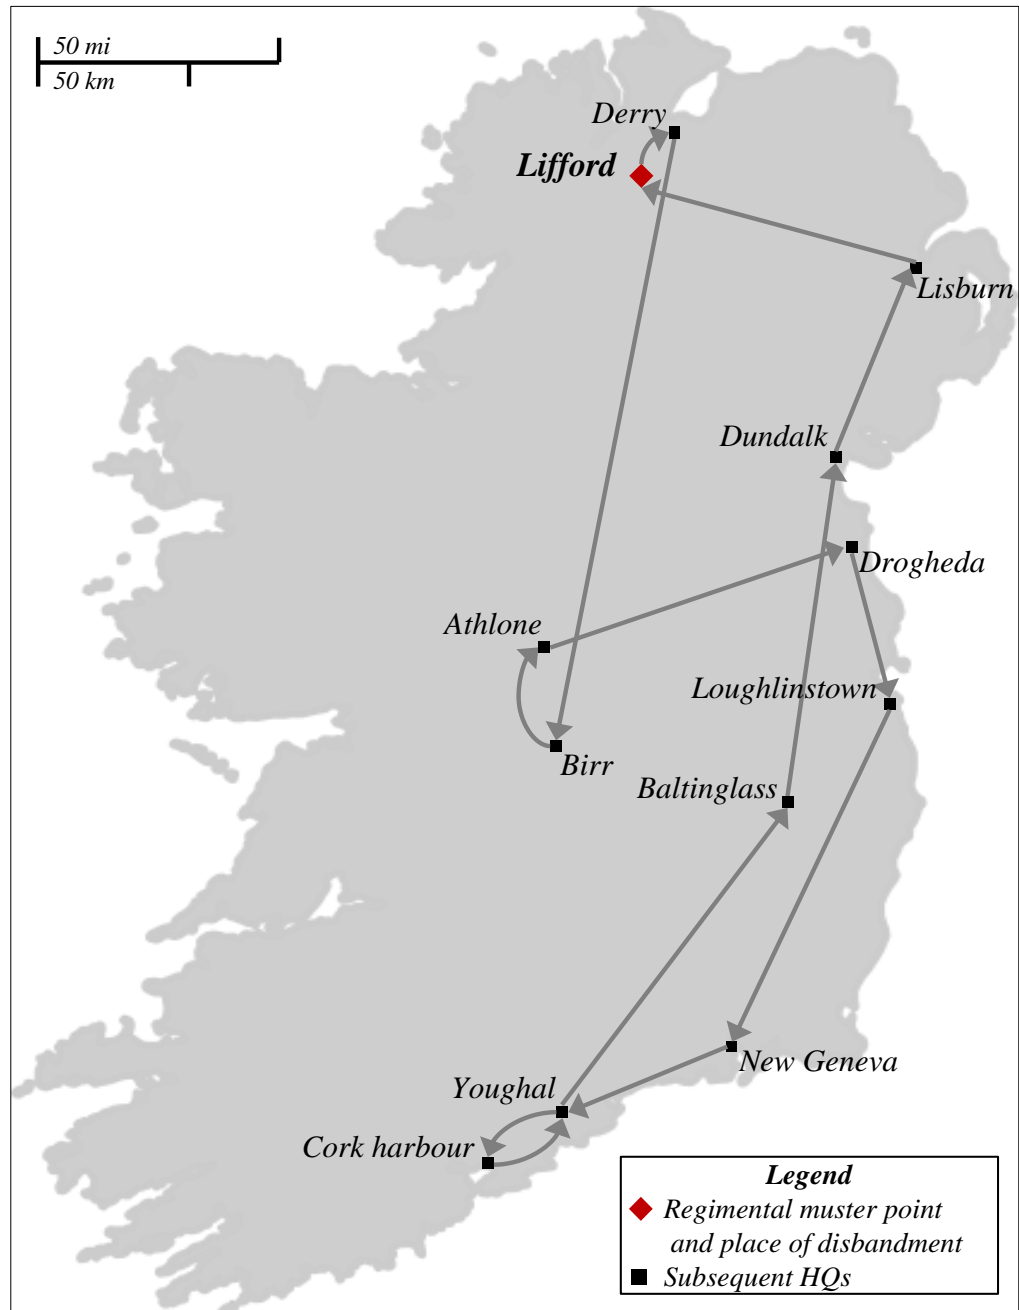 50 mi
50 km
Derry
Lifford
Lisburn
Dundalk
Drogheda
Athlone
Loughlinstown
Birr
Baltinglass
New Geneva
Youghal
Cork harbour
Legend
Regimental muster point
and place of disbandment
Subsequent HQs